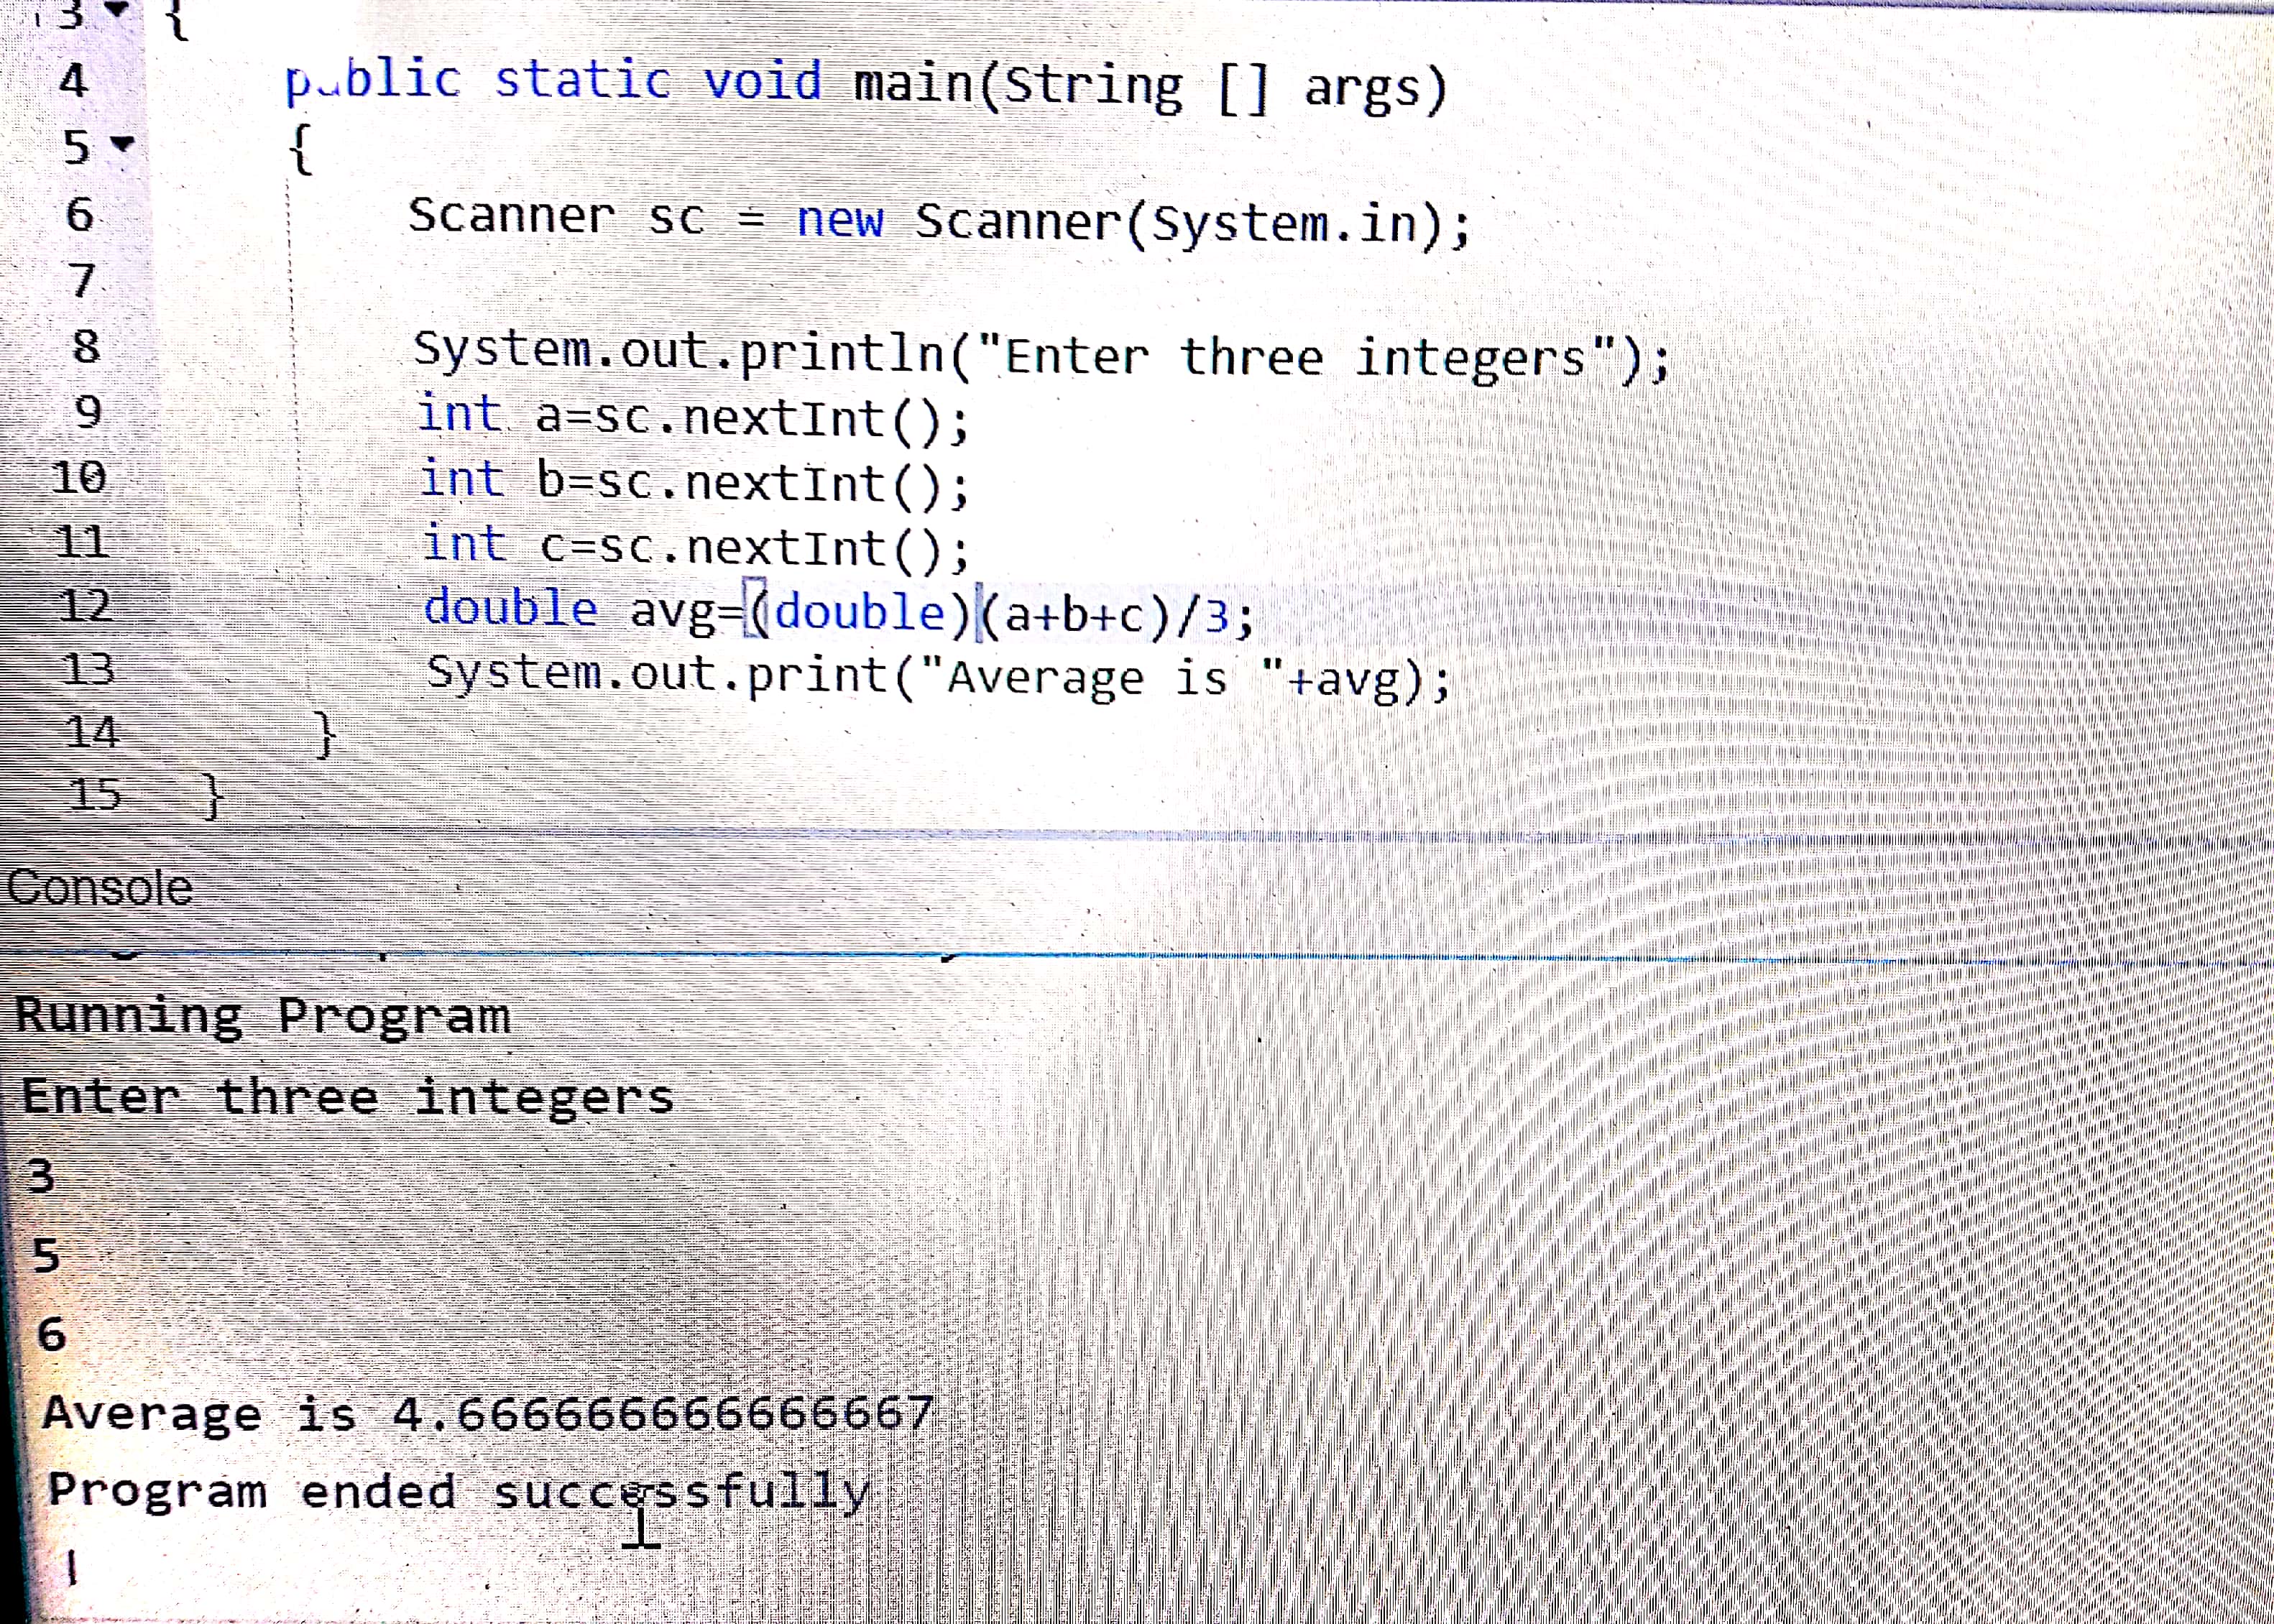 3 {
4 public static void main(String [] args)
5 {
6 Scanner sc = new Scanner(System.in);
7
8 System.out.println("Enter three integers");
9 int a=sc.nextInt();
10 int b=sc.nextInt();
11 int c=sc.nextInt();
12 double avg=(double)(a+b+c)/3;
13 System.out.print("Average is "+avg);
14 }
15 }
Console
Running Program
Enter three integers
3
5
6
Average is 4.666666666666667
Program ended successfully